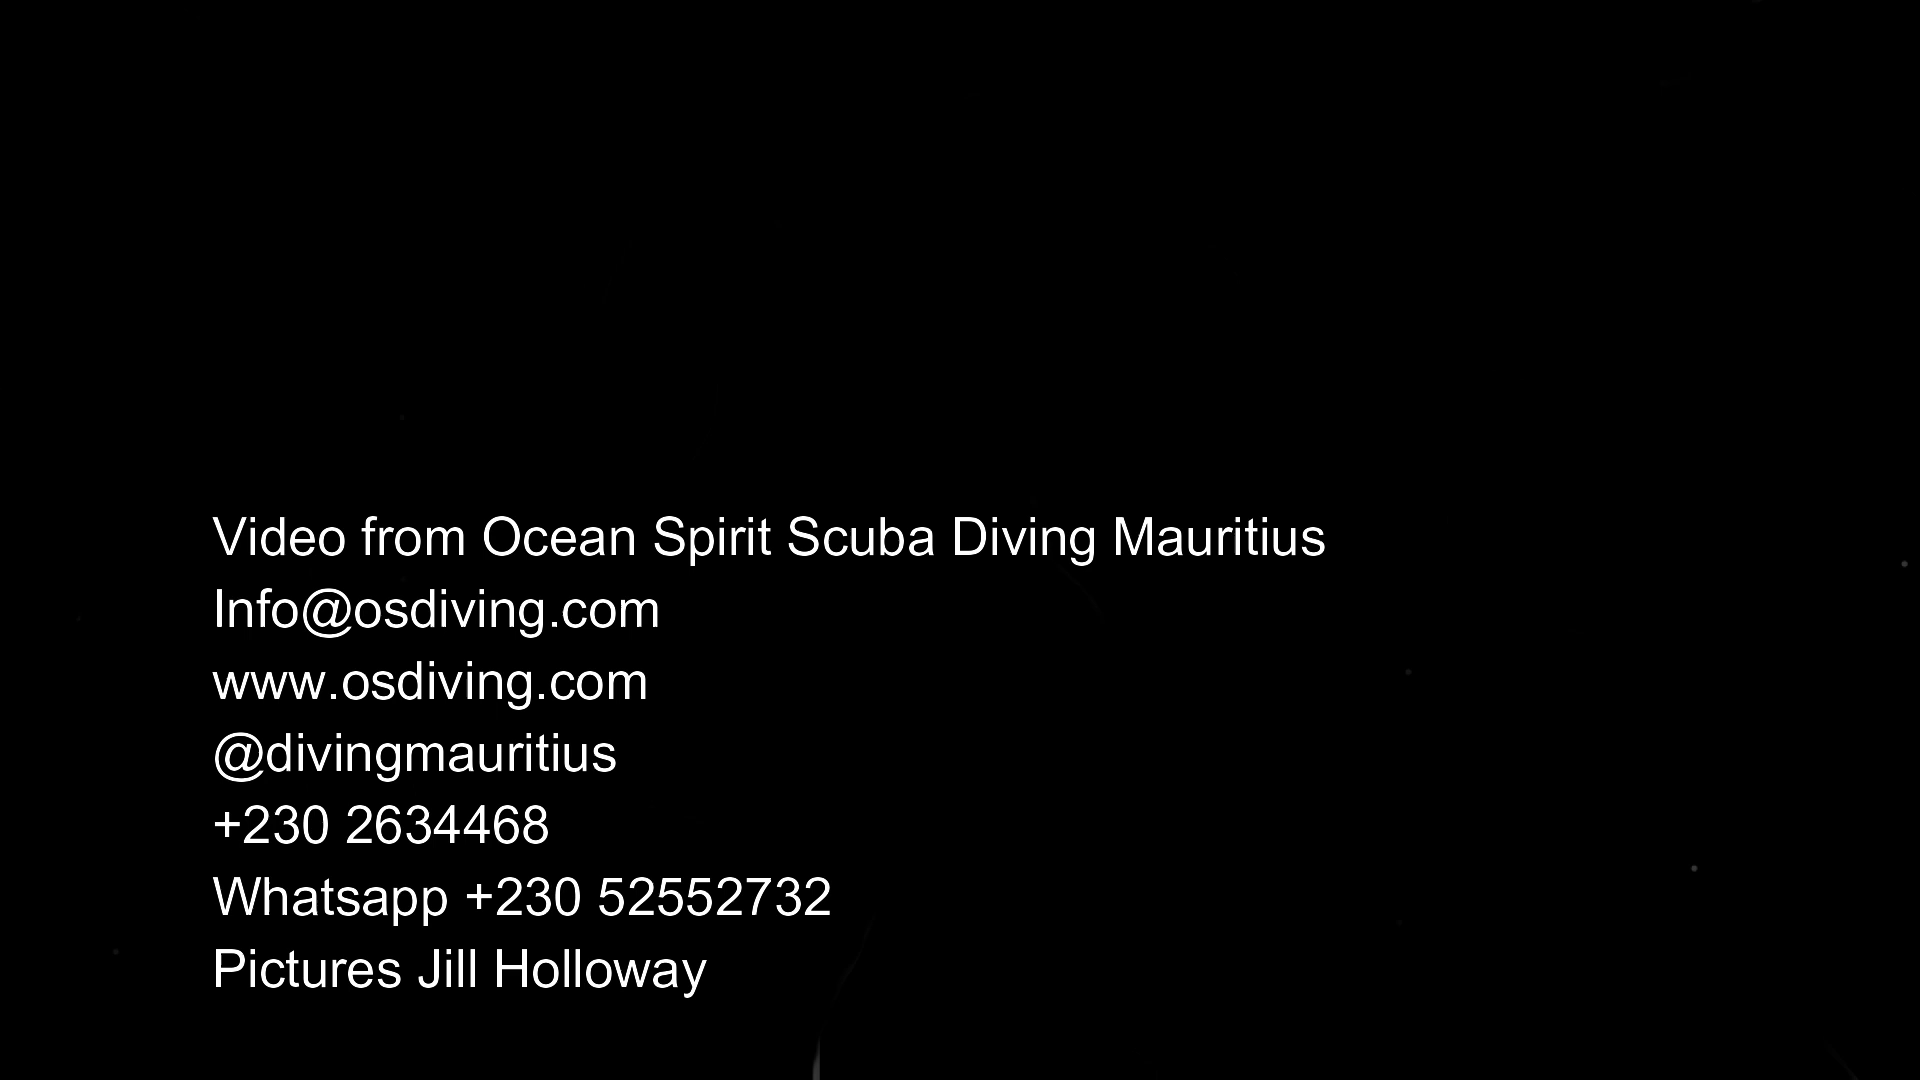 Video from Ocean Spirit Scuba Diving Mauritius
Info@osdiving.com
www.osdiving.com
@divingmauritius
+230 2634468
Whatsapp +230 52552732
Pictures Jill Holloway